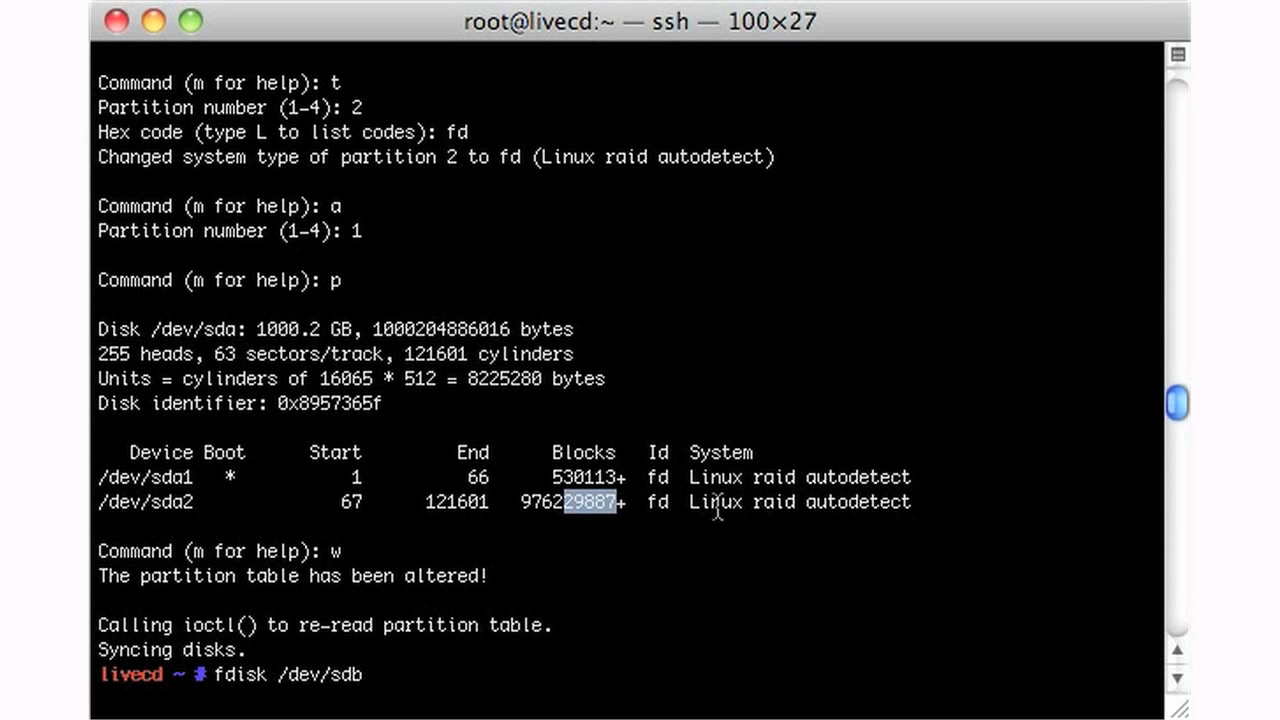 root@livecd:~ — ssh — 100×27
Command (m for help): t
Partition number (1-4): 2
Hex code (type L to list codes): fd
Changed system type of partition 2 to fd (Linux raid autodetect)
Command (m for help): a
Partition number (1-4): 1
Command (m for help): p
Disk /dev/sda: 1000.2 GB, 1000204886016 bytes
255 heads, 63 sectors/track, 121601 cylinders
Units = cylinders of 16065 * 512 = 8225280 bytes
Disk identifier: 0x8957365f
Device Boot Start End Blocks Id System
/dev/sda1 * 1 66 530113+ fd Linux raid autodetect
/dev/sda2 67 121601 976229887+ fd Linux raid autodetect
Command (m for help): w
The partition table has been altered!
Calling ioctl() to re-read partition table.
Syncing disks.
livecd ~ # fdisk /dev/sdb